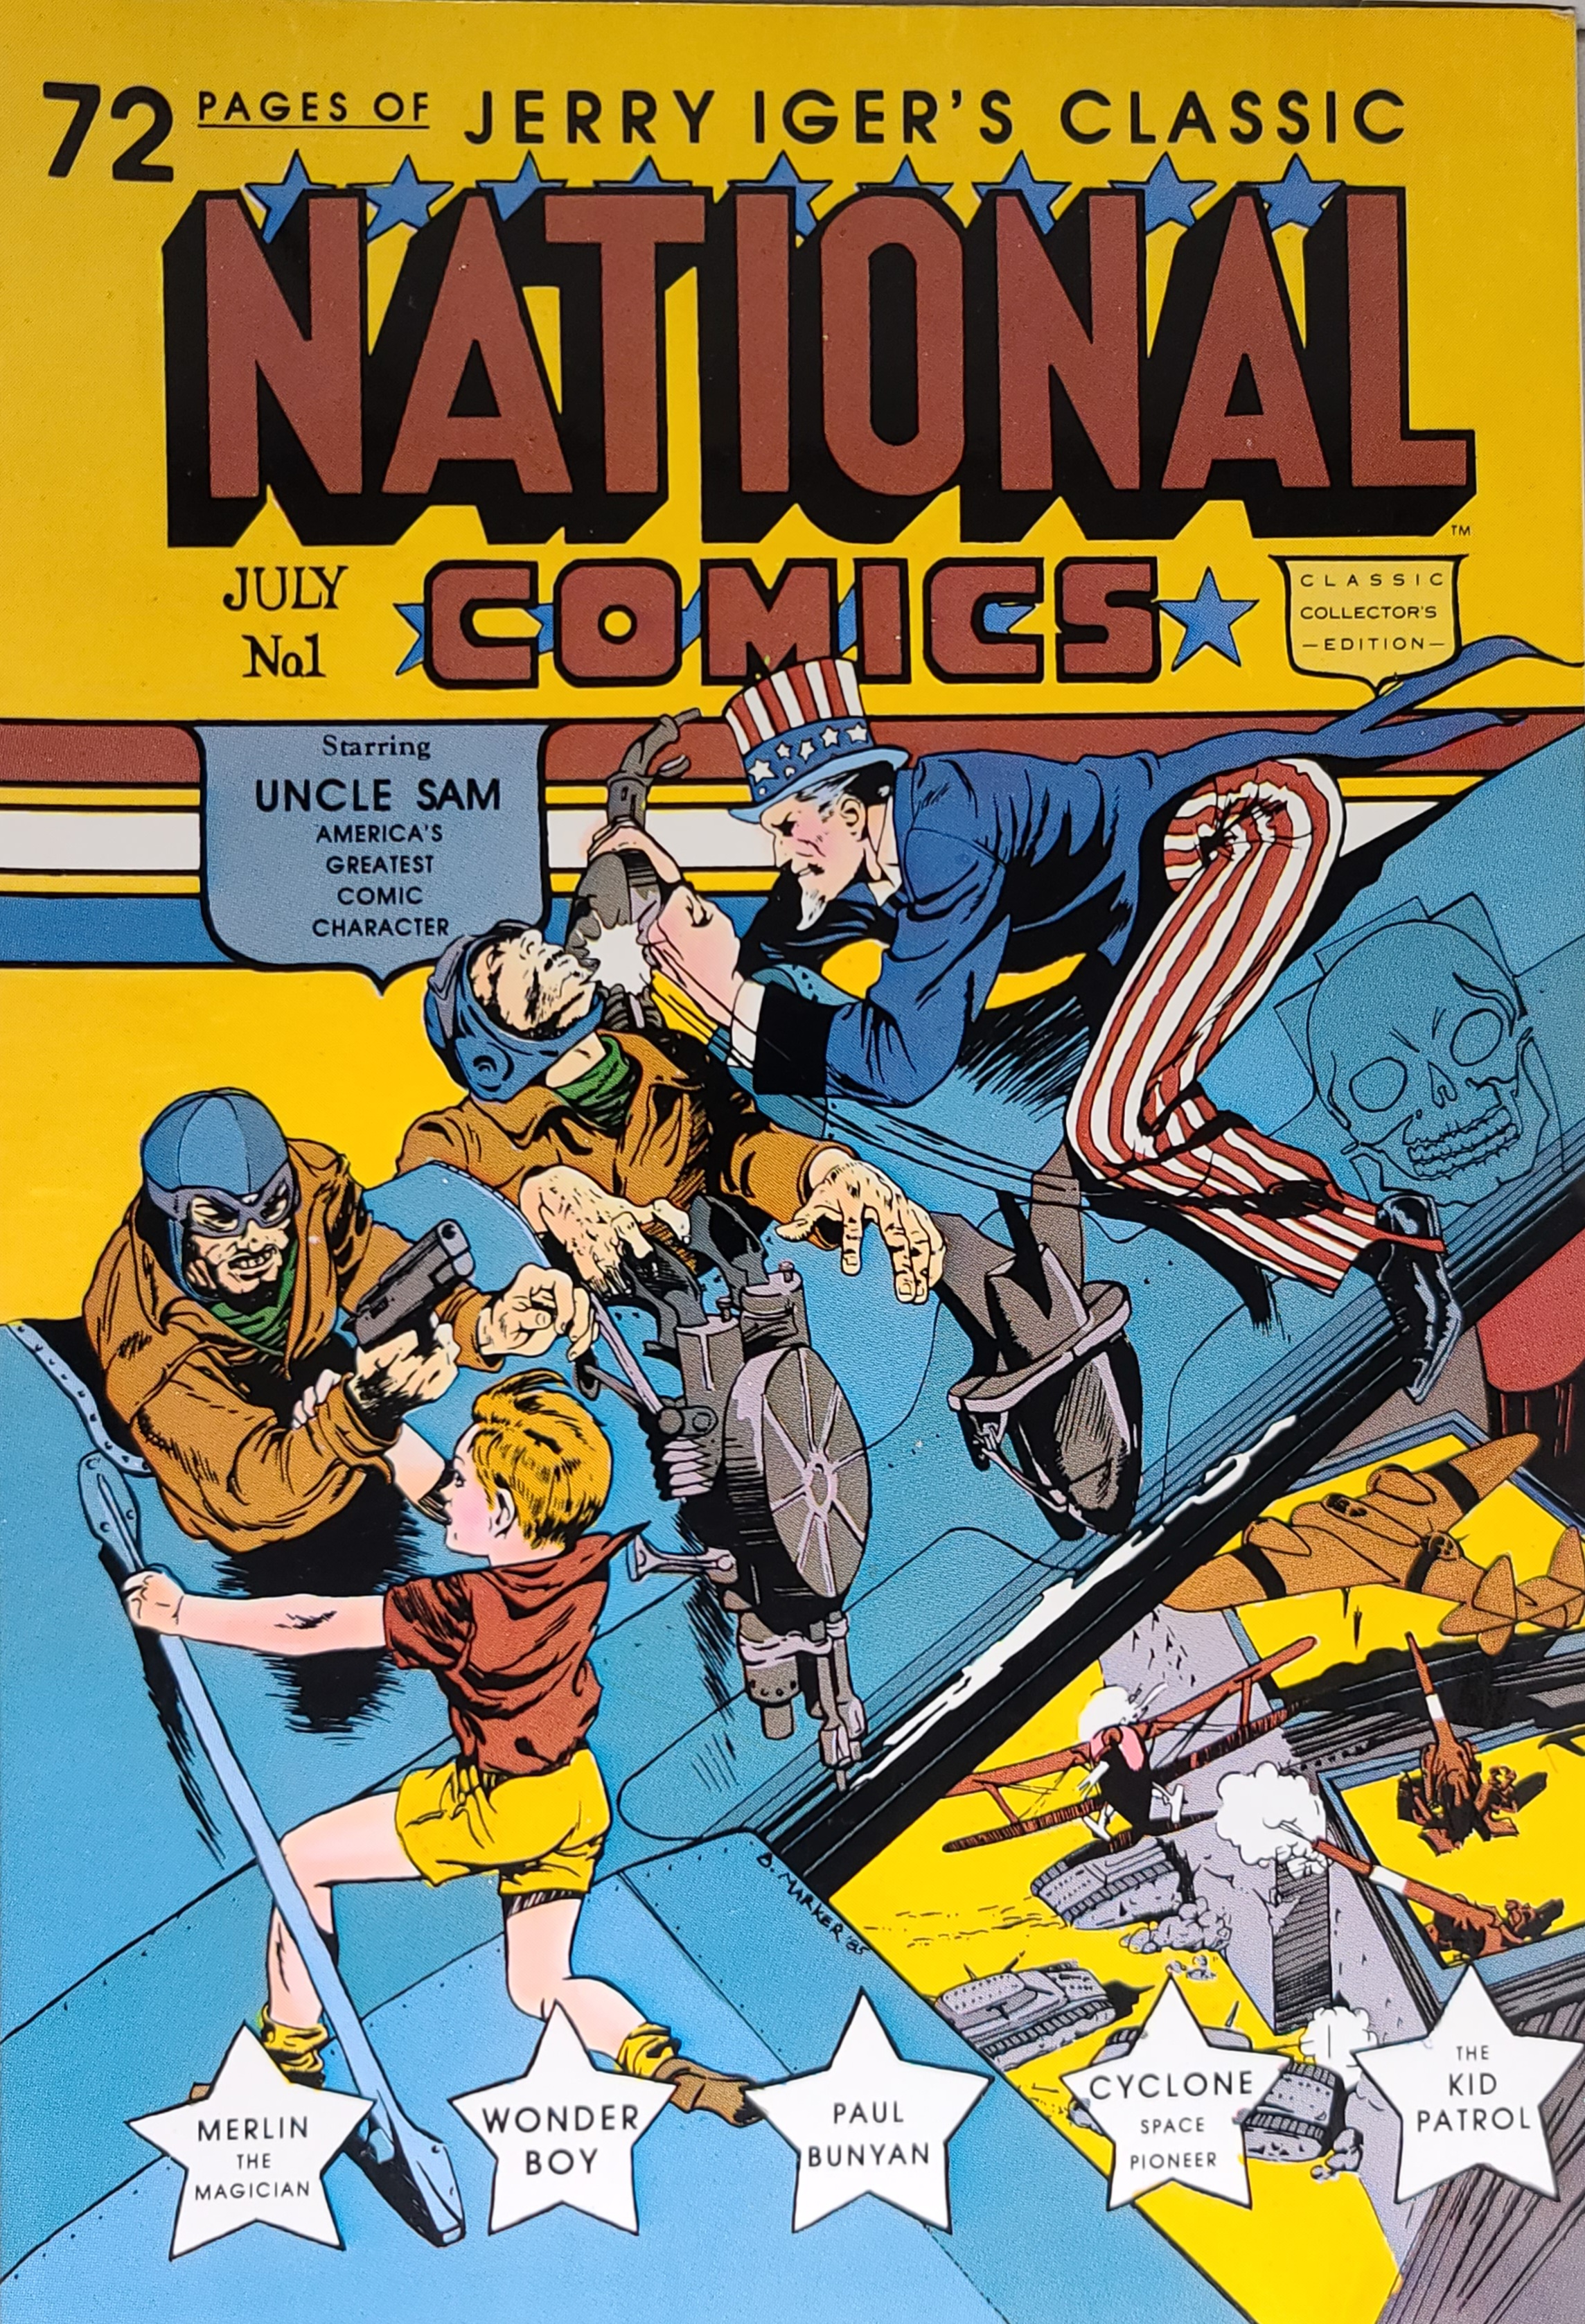 72 PAGES OF JERRY IGER'S CLASSIC
NATIONAL
™
COMICS
JULY
No1
CLASSIC
COLLECTOR'S
—EDITION—
Starring
UNCLE SAM
AMERICA'S
GREATEST
COMIC
CHARACTER
D. MARKER '85
MERLIN
THE
MAGICIAN
WONDER
BOY
PAUL
BUNYAN
CYCLONE
SPACE
PIONEER
THE
KID
PATROL